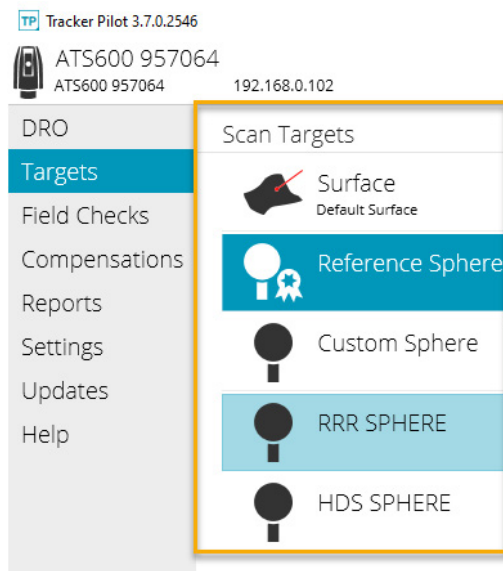 TP Tracker Pilot 3.7.0.2546
ATS600 957064
ATS600 957064 192.168.0.102
DRO
Targets
Field Checks
Compensations
Reports
Settings
Updates
Help
Scan Targets
Surface
Default Surface
Reference Sphere
Custom Sphere
RRR SPHERE
HDS SPHERE